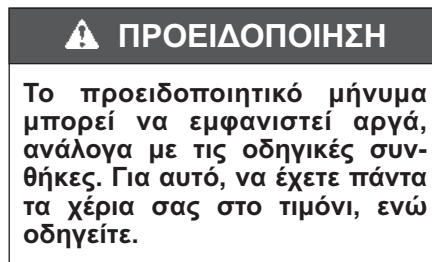 ΠΡΟΕΙΔΟΠΟΙΗΣΗ
Το προειδοποιητικό μήνυμα
μπορεί να εμφανιστεί αργά,
ανάλογα με τις οδηγικές συν-
θήκες. Για αυτό, να έχετε πάντα
τα χέρια σας στο τιμόνι, ενώ
οδηγείτε.